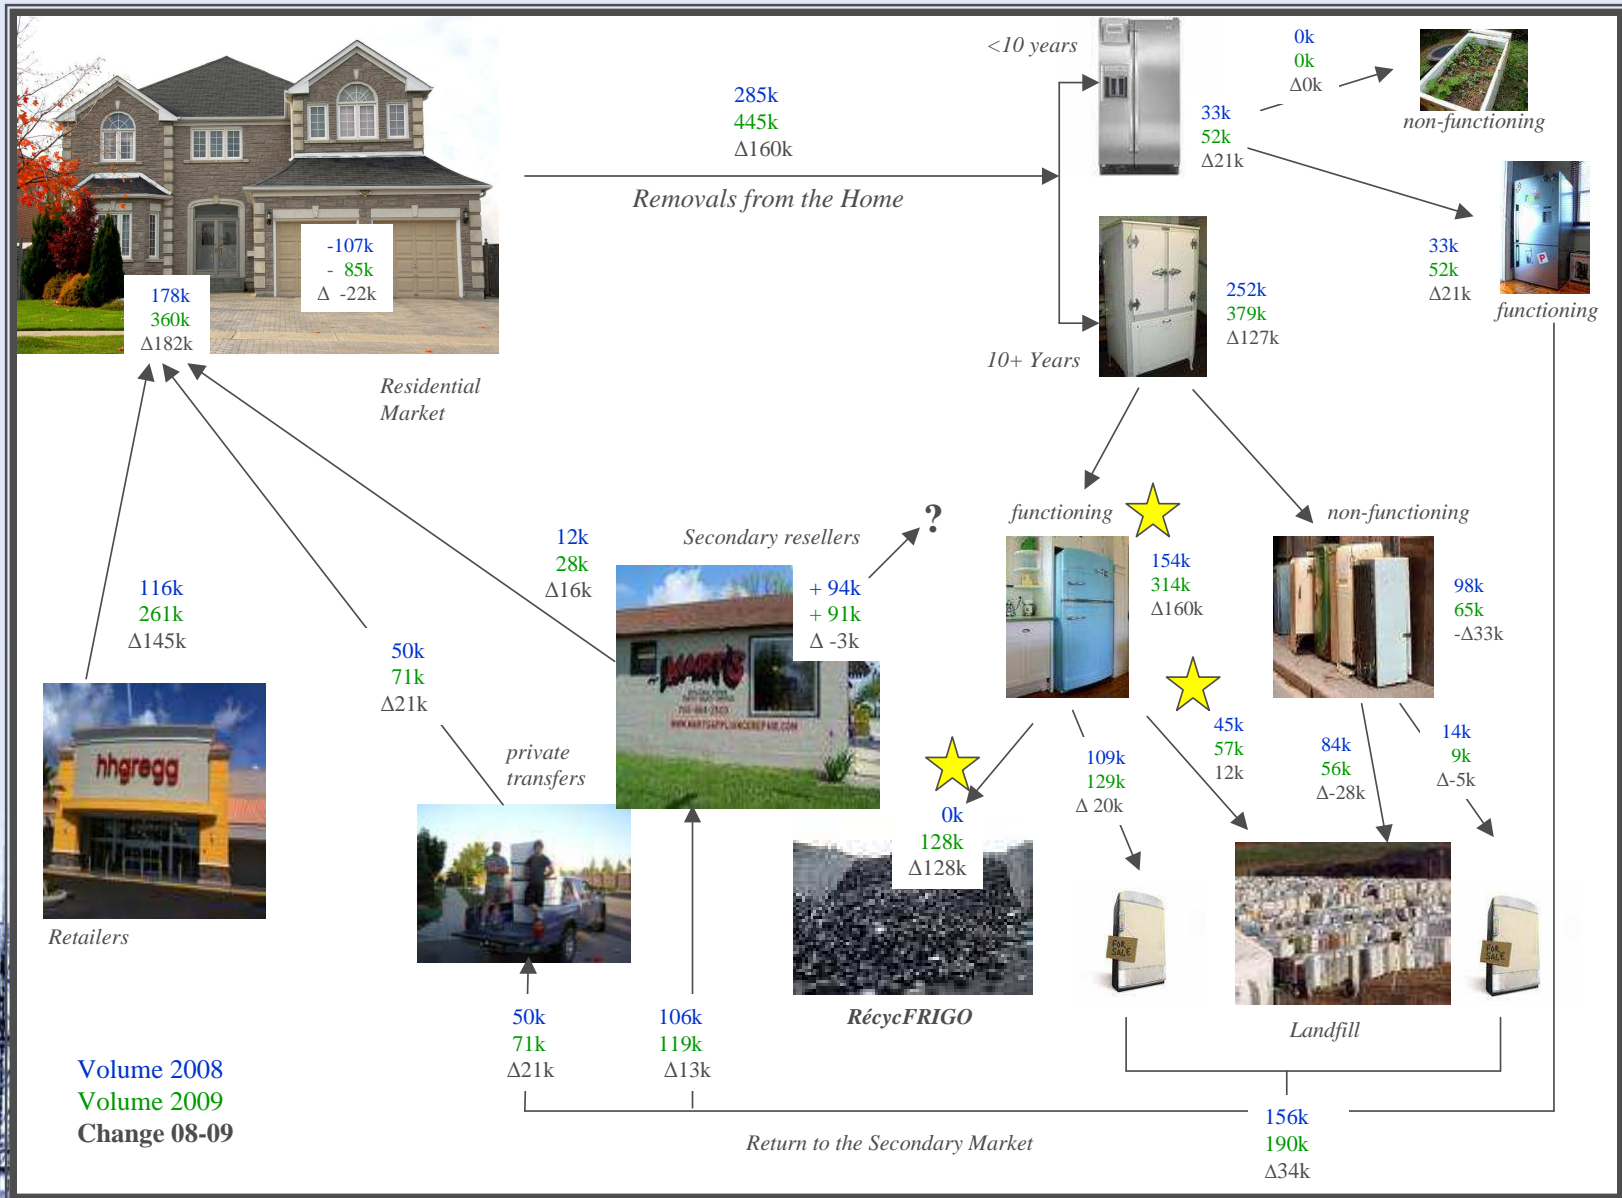 <10 years
0k
0k
Δ0k
non-functioning
285k
445k
Δ160k
Removals from the Home
33k
52k
Δ21k
33k
52k
Δ21k
functioning
-107k
- 85k
Δ -22k
178k
360k
Δ182k
252k
379k
Δ127k
10+ Years
Residential
Market
functioning
non-functioning
154k
314k
Δ160k
98k
65k
-Δ33k
?
Secondary resellers
12k
28k
Δ16k
+ 94k
+ 91k
Δ -3k
MARTS
116k
261k
Δ145k
50k
71k
Δ21k
private
transfers
hhgregg
Retailers
45k
57k
12k
84k
56k
Δ-28k
14k
9k
Δ-5k
109k
129k
Δ 20k
0k
128k
Δ128k
FOR
SALE
FOR
SALE
RécycFRIGO
Landfill
50k
71k
Δ21k
106k
119k
Δ13k
Volume 2008
Volume 2009
Change 08-09
Return to the Secondary Market
156k
190k
Δ34k